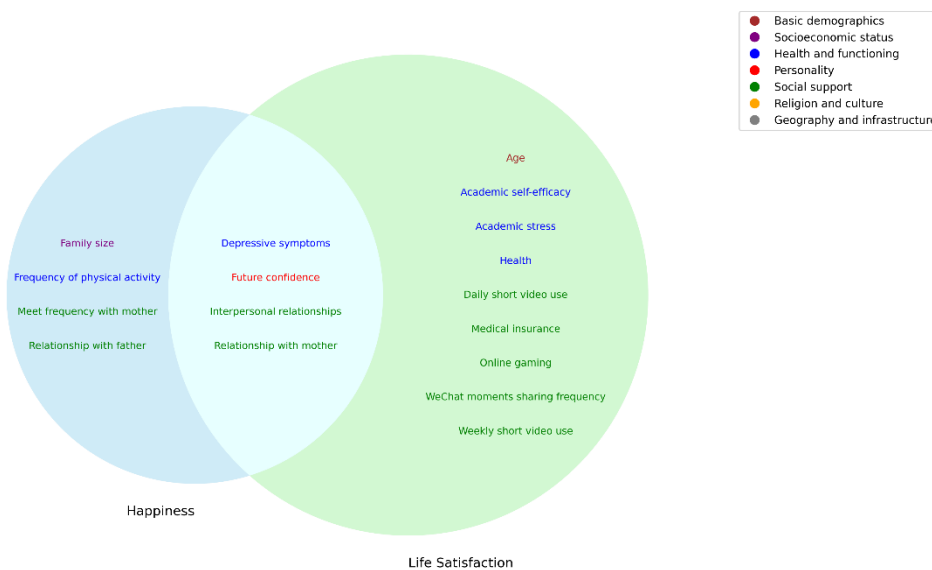 Basic demographics
Socioeconomic status
Health and functioning
Personality
Social support
Religion and culture
Geography and infrastructure
Age
Academic self-efficacy
Academic stress
Health
Daily short video use
Medical insurance
Online gaming
WeChat moments sharing frequency
Weekly short video use
Family size
Frequency of physical activity
Meet frequency with mother
Relationship with father
Depressive symptoms
Future confidence
Interpersonal relationships
Relationship with mother
Happiness
Life Satisfaction